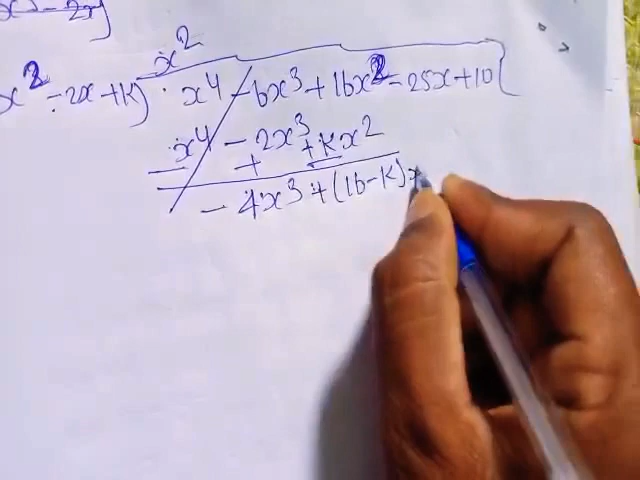 x²
x² - 2x + k) x⁴ - 6x³ + 16x² - 25x + 10 (
x⁴ - 2x³ + kx²
- + -
- 4x³ + (16 - k) x